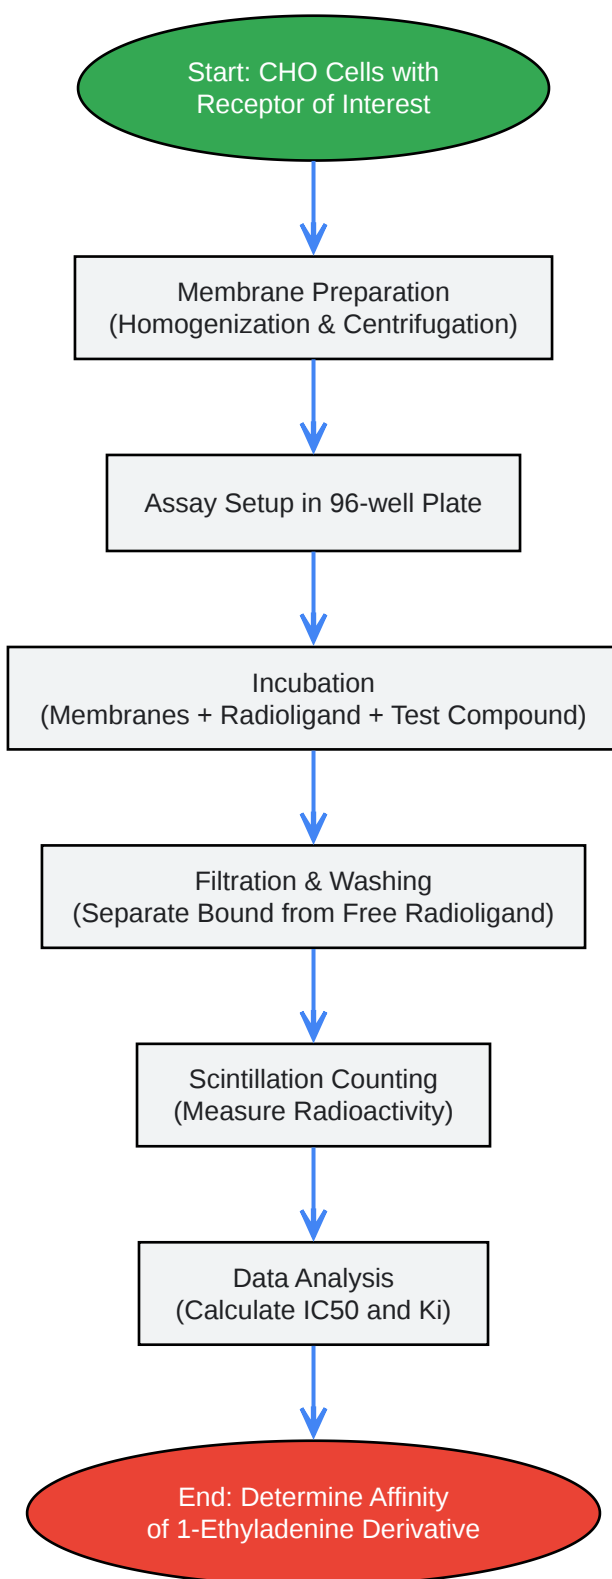 Start: CHO Cells with
Receptor of Interest
Membrane Preparation
(Homogenization & Centrifugation)
Assay Setup in 96-well Plate
Incubation
(Membranes + Radioligand + Test Compound)
Filtration & Washing
(Separate Bound from Free Radioligand)
Scintillation Counting
(Measure Radioactivity)
Data Analysis
(Calculate IC50 and Ki)
End: Determine Affinity
of 1-Ethyladenine Derivative